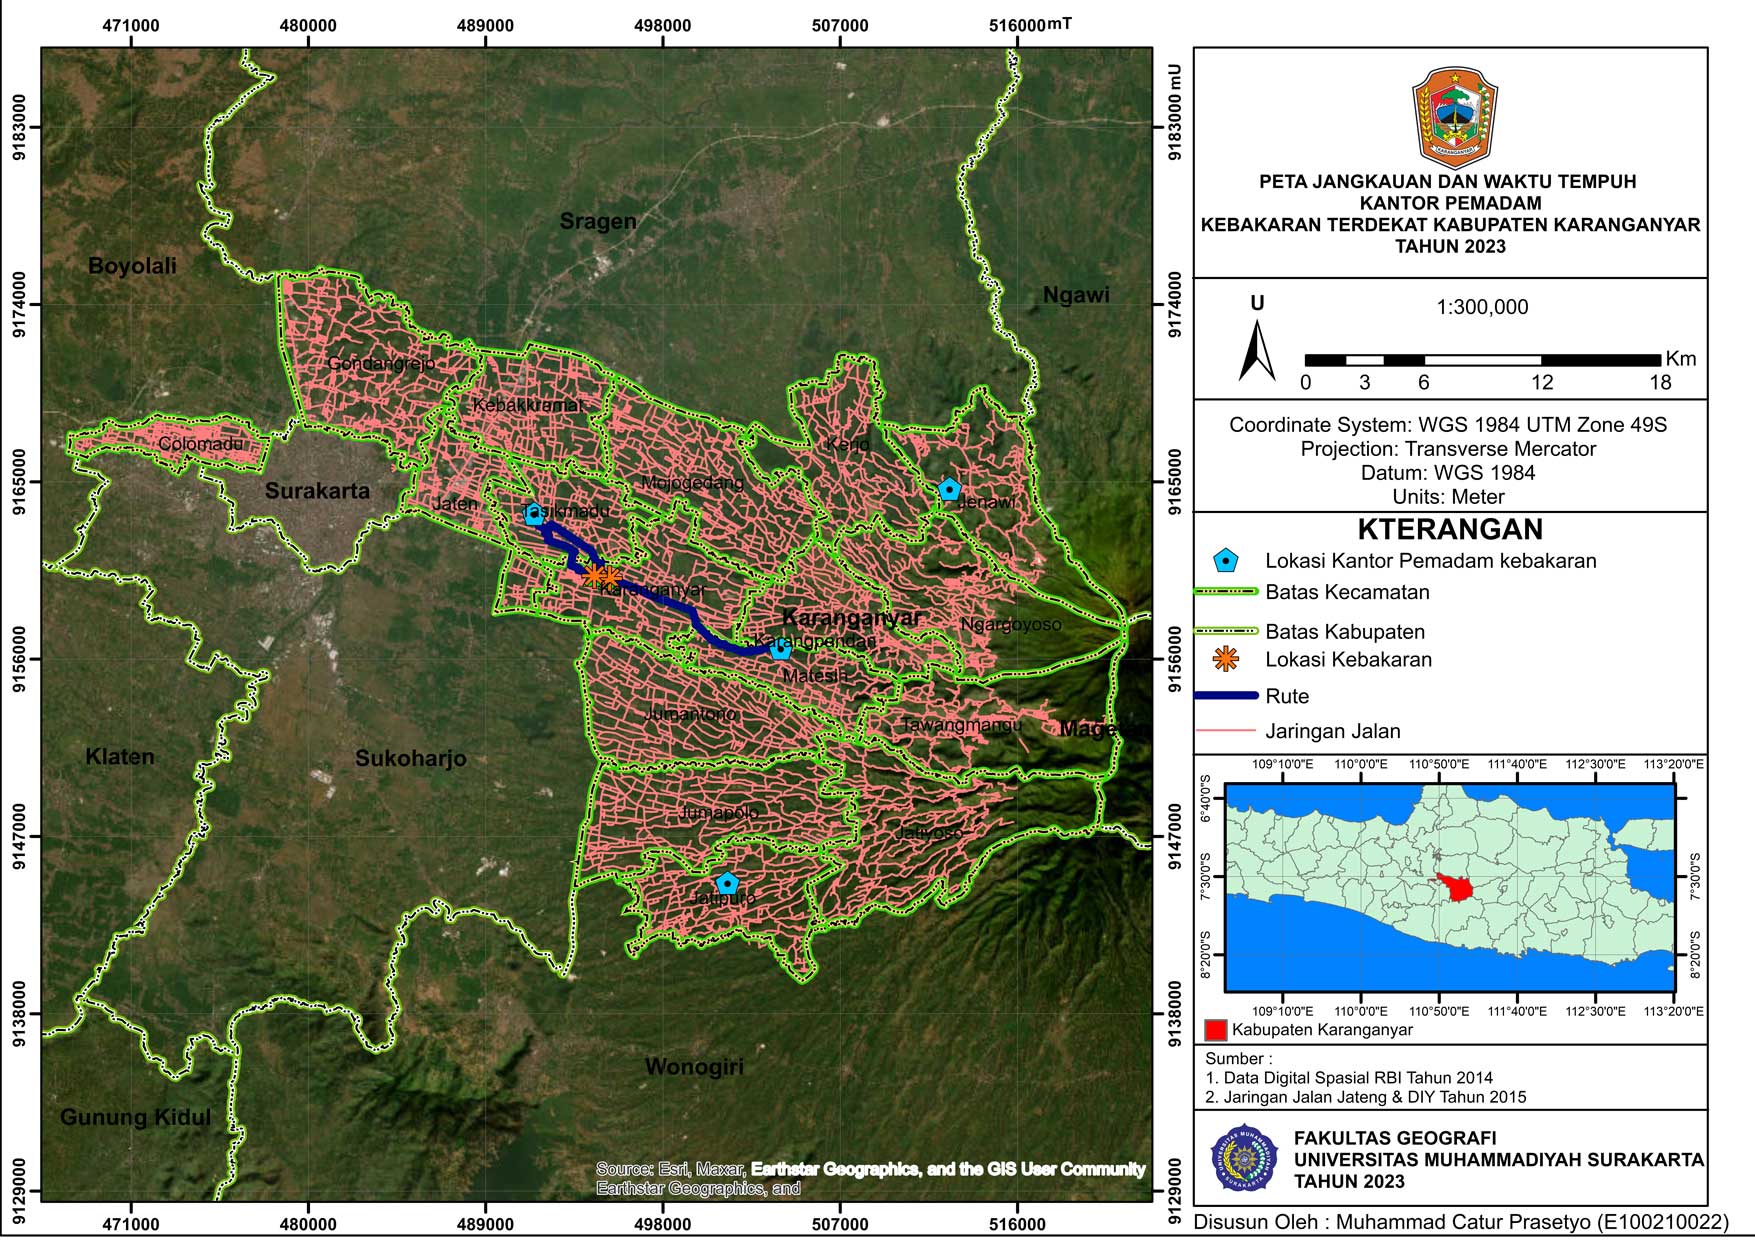 471000 480000 489000 498000 507000 516000 mT
9183000
9174000
9165000
9156000
9147000
9138000
9129000
Boyolali
Sragen
Ngawi
Gondangrejo
Kebakkramat
Colomadu
Kerjo
Surakarta
Mojogedang
Jaten
Tasikmadu
Jenawi
Karanganyar
Karanganyar
Ngargoyoso
Karangpandan
Matesih
Jumantono
Tawangmangu
Klaten
Sukoharjo
Jumapolo
Jatiyoso
Jatipuro
Wonogiri
Gunung Kidul
Source: Esri, Maxar, Earthstar Geographics, and the GIS User Community
Earthstar Geographics, and
9183000 mU
9174000
9165000
9156000
9147000
9138000
9129000
471000 480000 489000 498000 507000 516000
KARANGANYAR
PETA JANGKAUAN DAN WAKTU TEMPUH
KANTOR PEMADAM
KEBAKARAN TERDEKAT KABUPATEN KARANGANYAR
TAHUN 2023
U
1:300,000
Km
0 3 6 12 18
Coordinate System: WGS 1984 UTM Zone 49S
Projection: Transverse Mercator
Datum: WGS 1984
Units: Meter
KTERANGAN
Lokasi Kantor Pemadam kebakaran
Batas Kecamatan
Batas Kabupaten
Lokasi Kebakaran
Rute
Jaringan Jalan
109°10'0"E 110°0'0"E 110°50'0"E 111°40'0"E 112°30'0"E 113°20'0"E
6°40'0"S
7°30'0"S 7°30'0"S
8°20'0"S 8°20'0"S
109°10'0"E 110°0'0"E 110°50'0"E 111°40'0"E 112°30'0"E 113°20'0"E
Kabupaten Karanganyar
Sumber :
1. Data Digital Spasial RBI Tahun 2014
2. Jaringan Jalan Jateng & DIY Tahun 2015
FAKULTAS GEOGRAFI
UNIVERSITAS MUHAMMADIYAH SURAKARTA
TAHUN 2023
Disusun Oleh : Muhammad Catur Prasetyo (E100210022)